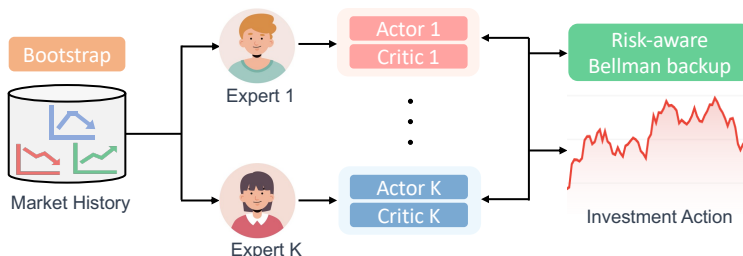 Bootstrap
Market History
Expert 1
Expert K
Actor 1
Critic 1
Actor K
Critic K
Risk-aware
Bellman backup
Investment Action